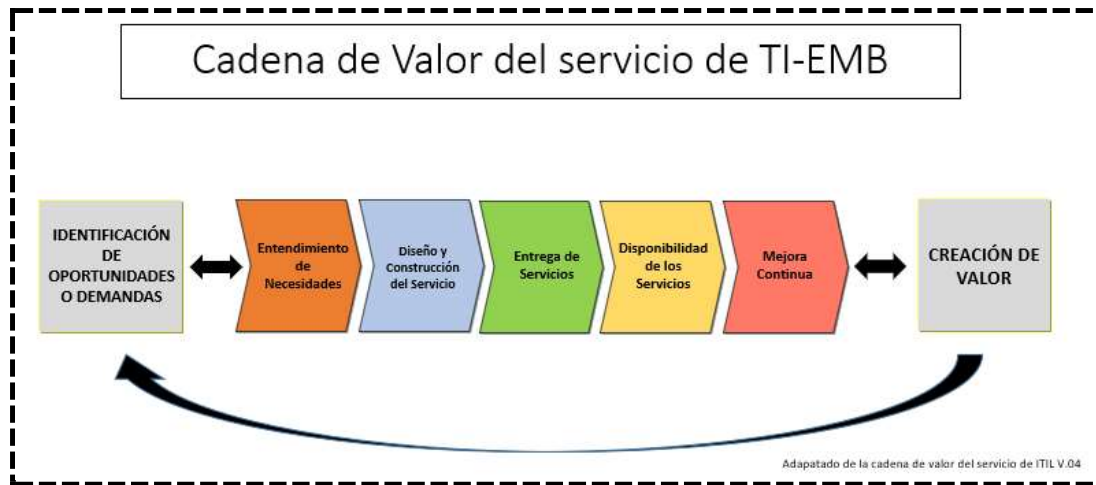 Cadena de Valor del servicio de TI-EMB
IDENTIFICACIÓN
DE
OPORTUNIDADES
O DEMANDAS
Entendimiento
de
Necesidades
Diseño y
Construcción
del Servicio
Entrega de
Servicios
Disponibilidad
de los
Servicios
Mejora
Continua
CREACIÓN DE
VALOR
Adapatado de la cadena de valor del servicio de ITIL V.04